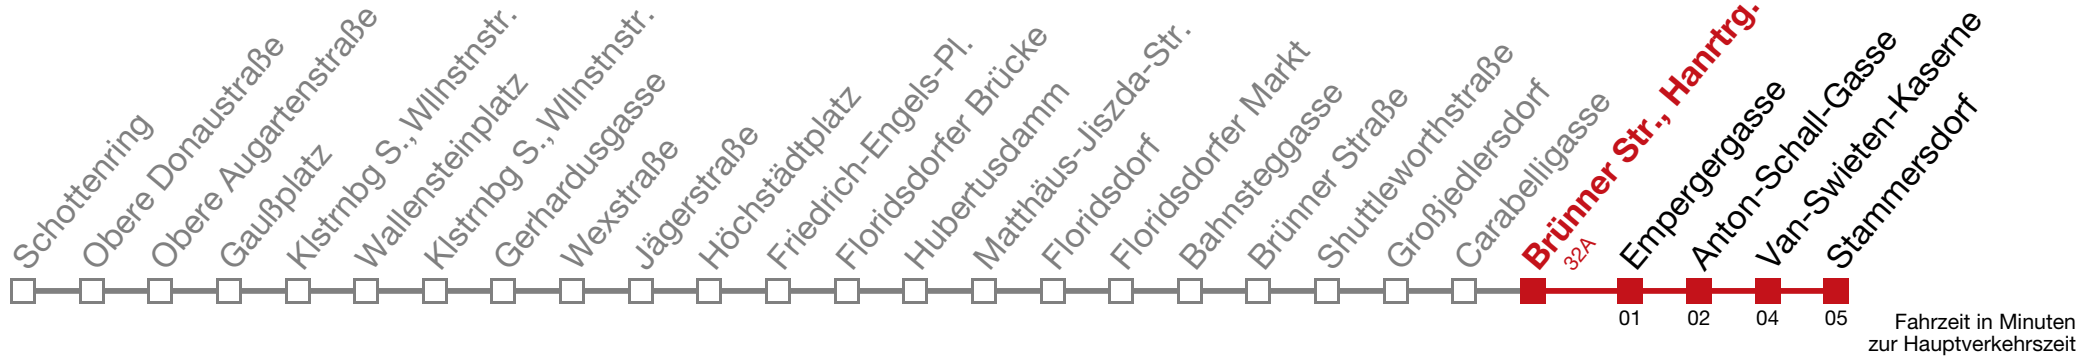 Schottenring
Obere Donaustraße
Obere Augartenstraße
Gaußplatz
Klstrnbg S., Wllnstnstr.
Wallensteinplatz
Klstrnbg S., Wllnstnstr.
Gerhardusgasse
Wexstraße
Jägerstraße
Höchstädtplatz
Friedrich-Engels-Pl.
Floridsdorfer Brücke
Hubertusdamm
Matthäus-Jiszda-Str.
Floridsdorf
Floridsdorfer Markt
Bahnsteggasse
Brünner Straße
Shuttleworthstraße
Großjedlersdorf
Carabelligasse
Brünner Str., Hanrtrg.
32A
Empergergasse
Anton-Schall-Gasse
Van-Swieten-Kaserne
Stammersdorf
01 02 04 05
Fahrzeit in Minuten
zur Hauptverkehrszeit